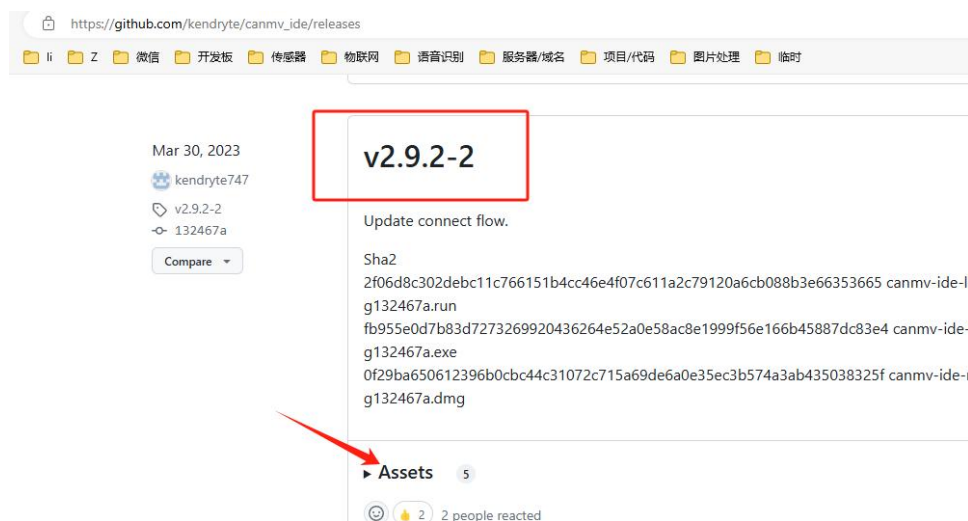 https://github.com/kendryte/canmv_ide/releases
li Z 微信 开发板 传感器 物联网 语音识别 服务器/域名 项目/代码 图片处理 临时
Mar 30, 2023
kendryte747
v2.9.2-2
132467a
Compare
v2.9.2-2
Update connect flow.
Sha2
2f06d8c302debc11c766151b4cc46e4f07c611a2c79120a6cb088b3e66353665 canmv-ide-l
g132467a.run
fb955e0d7b83d7273269920436264e52a0e58ac8e1999f56e166b45887dc83e4 canmv-ide-
g132467a.exe
0f29ba650612396b0cbc44c31072c715a69de6a0e35ec3b574a3ab435038325f canmv-ide-
g132467a.dmg
Assets 5
2 2 people reacted